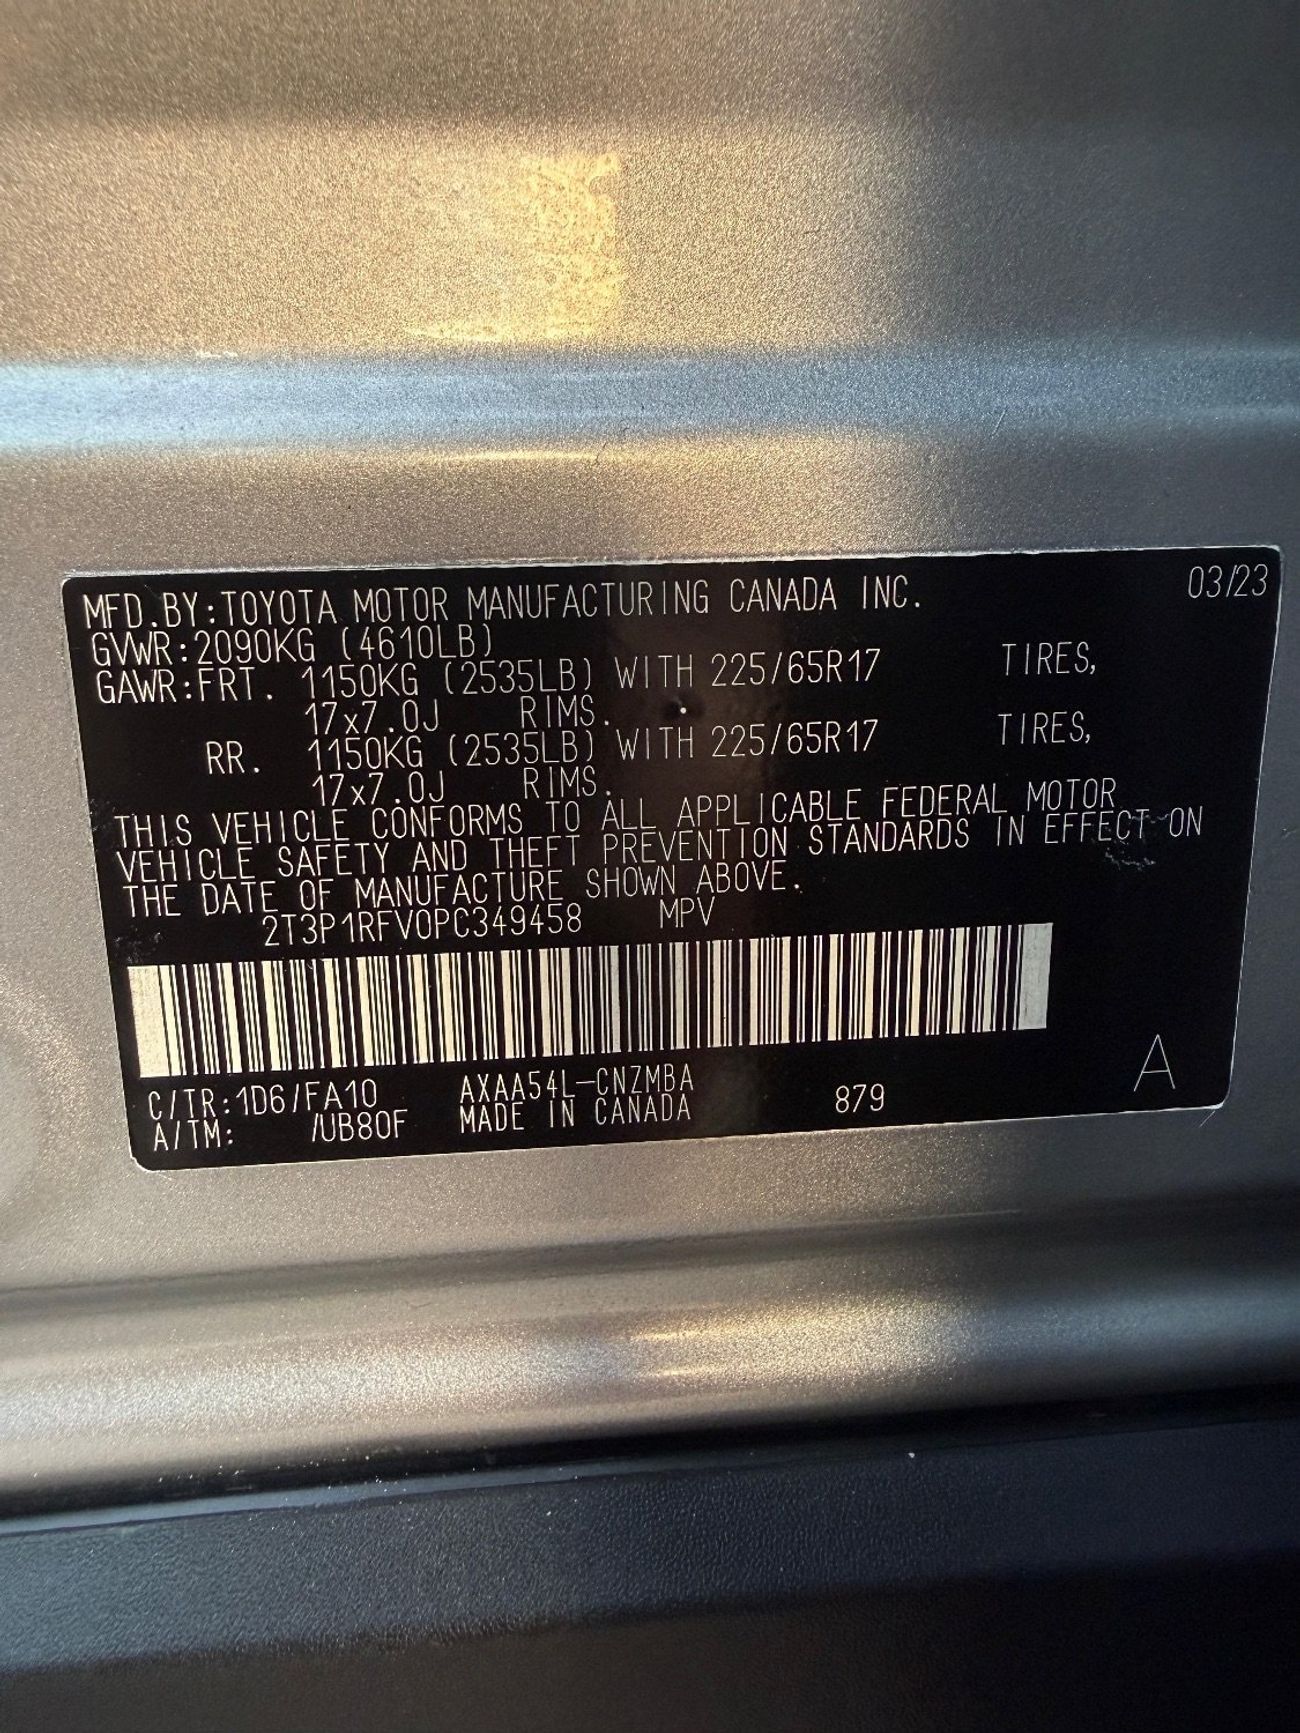 MFD.BY:TOYOTA MOTOR MANUFACTURING CANADA INC. 03/23
GVWR:2090KG (4610LB)
GAWR:FRT. 1150KG (2535LB) WITH 225/65R17 TIRES,
17x7.0J RIMS.
RR. 1150KG (2535LB) WITH 225/65R17 TIRES,
17x7.0J RIMS.
THIS VEHICLE CONFORMS TO ALL APPLICABLE FEDERAL MOTOR
VEHICLE SAFETY AND THEFT PREVENTION STANDARDS IN EFFECT ON
THE DATE OF MANUFACTURE SHOWN ABOVE.
2T3P1RFV0PC349458 MPV
C/TR:1D6/FA10 AXAA54L-CNZMBA 879 A
A/TM: /UB80F MADE IN CANADA